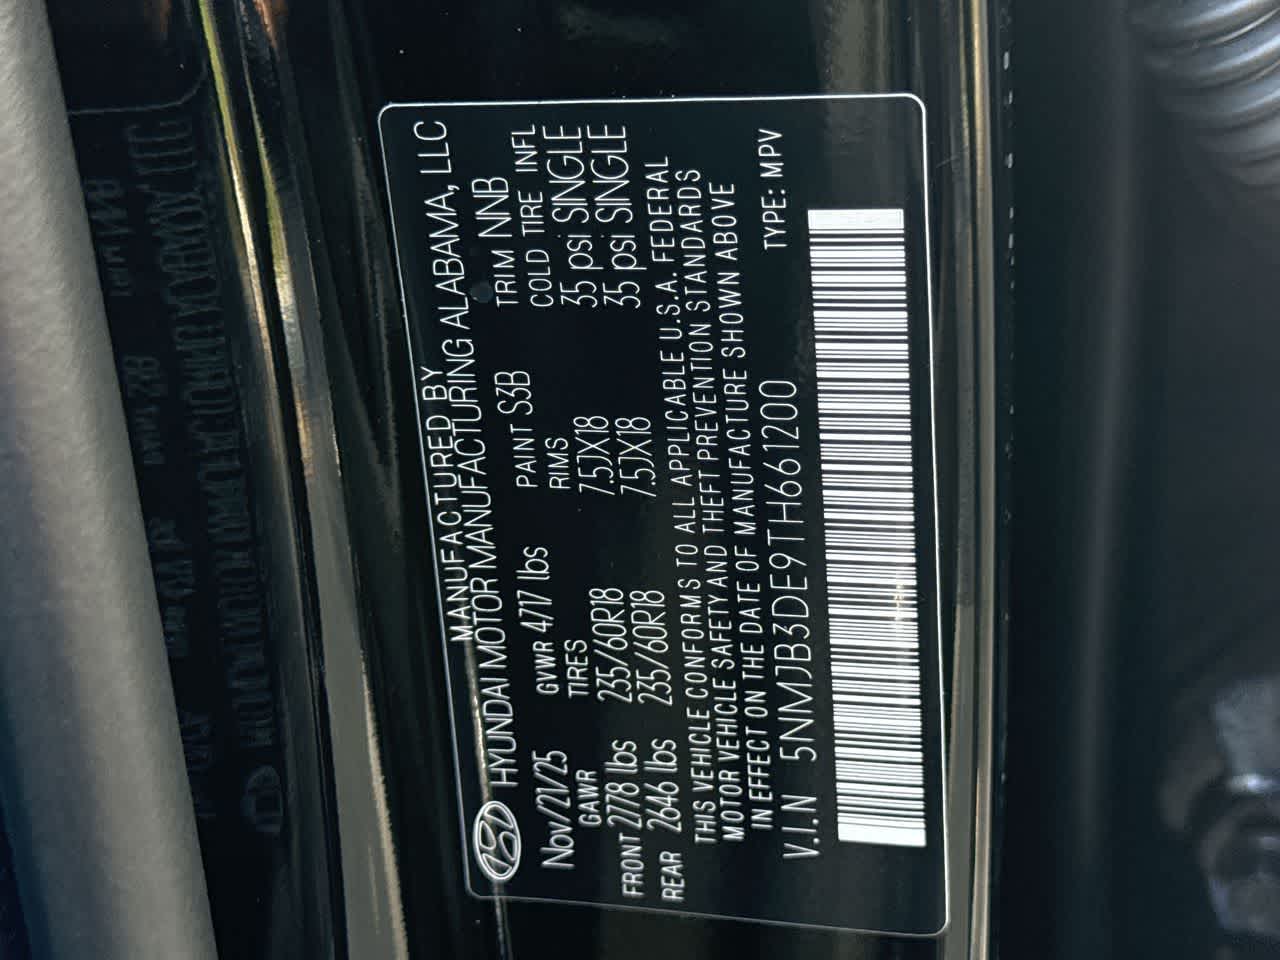 MANUFACTURED BY
HYUNDAI MOTOR MANUFACTURING ALABAMA, LLC
Nov/21/25 GVWR 4717 lbs PAINT S3B TRIM NNB
GAWR TIRES RIMS COLD TIRE INFL
FRONT 2778 lbs 235/60R18 7.5JX18 35 psi SINGLE
REAR 2646 lbs 235/60R18 7.5JX18 35 psi SINGLE
THIS VEHICLE CONFORMS TO ALL APPLICABLE U.S.A. FEDERAL
MOTOR VEHICLE SAFETY AND THEFT PREVENTION STANDARDS
IN EFFECT ON THE DATE OF MANUFACTURE SHOWN ABOVE
V.I.N 5NMJB3DE9TH661200 TYPE: MPV